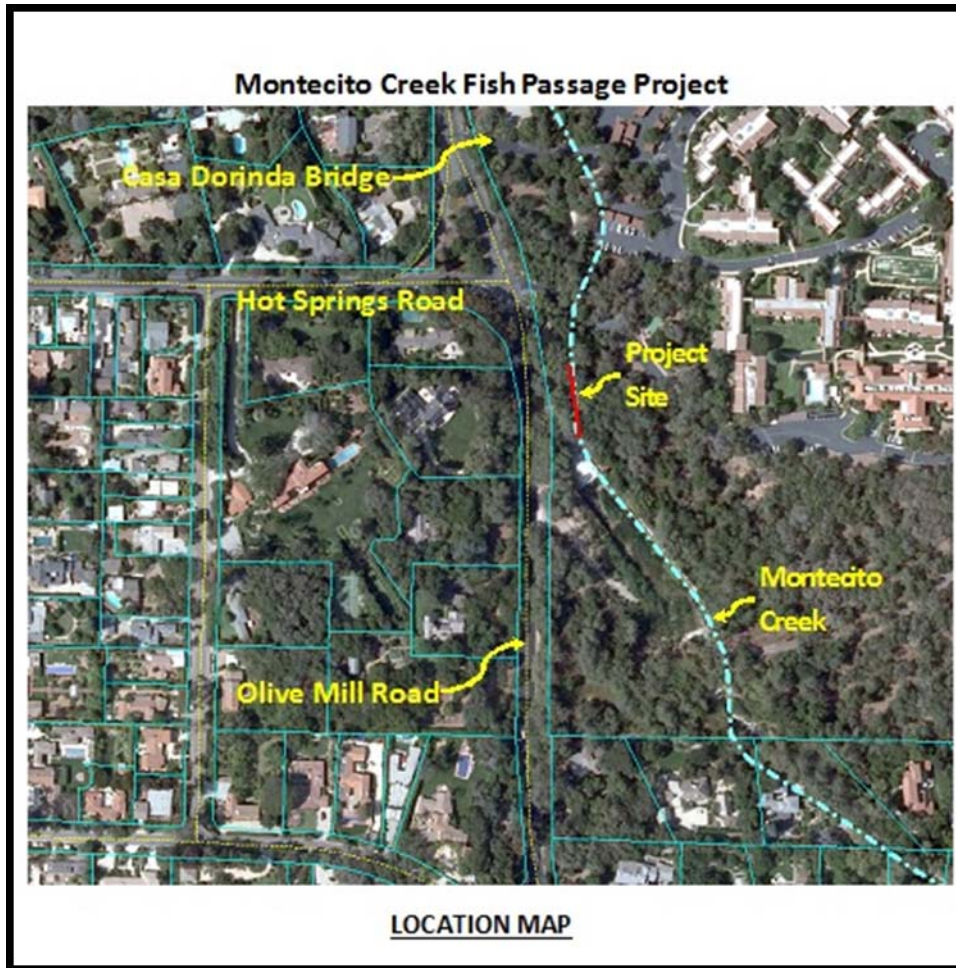 Montecito Creek Fish Passage Project
Casa Dorinda Bridge
Hot Springs Road
Project
Site
Montecito
Creek
Olive Mill Road
LOCATION MAP